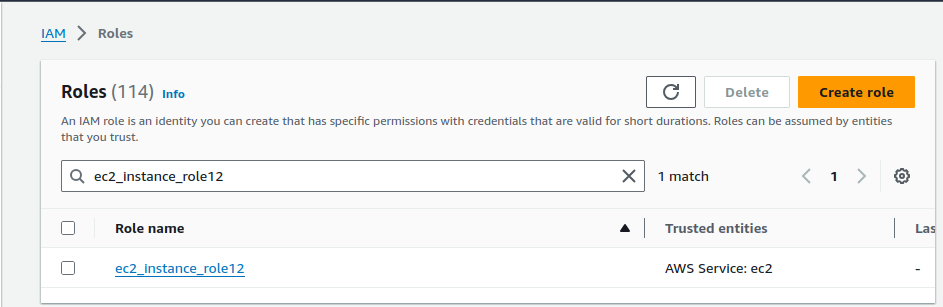 IAM > Roles
Roles (114) Info
Delete
Create role
An IAM role is an identity you can create that has specific permissions with credentials that are valid for short durations. Roles can be assumed by entities
that you trust.
ec2_instance_role12
1 match
1
Role name
Trusted entities
Las
ec2_instance_role12
AWS Service: ec2
-